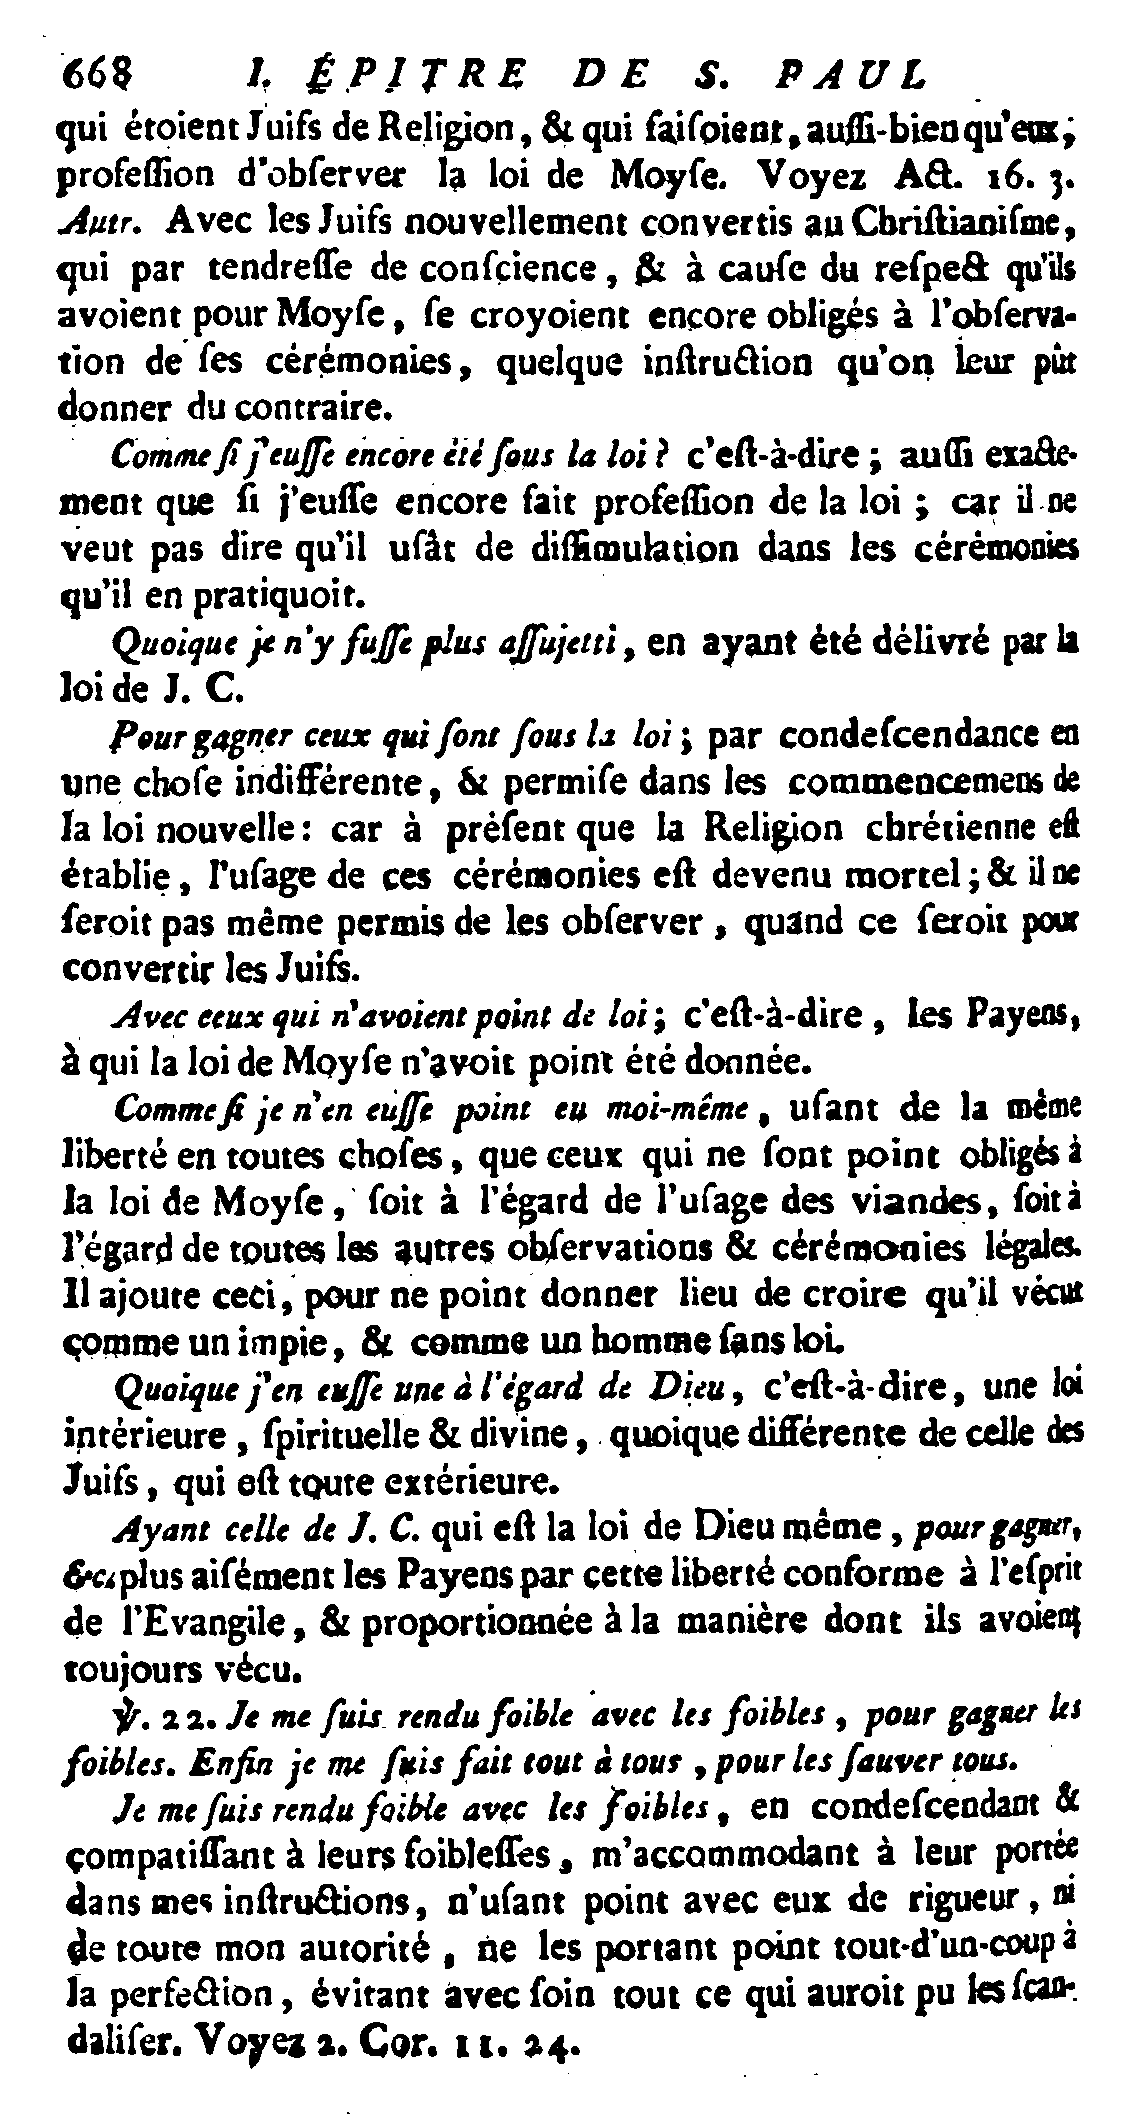 668 I. ÉPITRE DE S. PAUL
qui étoient Juifs de Religion, & qui faiſoient, auſſi-bien qu'eux,
profeſſion d'obſerver la loi de Moyſe. Voyez Act. 16. 3.
Autr. Avec les Juifs nouvellement convertis au Chriſtianiſme,
qui par tendreſſe de conſcience, & à cauſe du reſpect qu'ils
avoient pour Moyſe, ſe croyoient encore obligés à l'obſerva-
tion de ſes cérémonies, quelque inſtruction qu'on leur pût
donner du contraire.
Comme ſi j'euſſe encore été ſous la loi? c'eſt-à-dire; auſſi exacte-
ment que ſi j'euſſe encore fait profeſſion de la loi; car il ne
veut pas dire qu'il uſât de diſſimulation dans les cérémonies
qu'il en pratiquoit.
Quoique je n'y fuſſe plus aſſujetti, en ayant été délivré par la
loi de J. C.
Pour gagner ceux qui ſont ſous la loi; par condeſcendance en
une choſe indifférente, & permiſe dans les commencemens de
la loi nouvelle: car à préſent que la Religion chrétienne eſt
établie, l'uſage de ces cérémonies eſt devenu mortel; & il ne
ſeroit pas même permis de les obſerver, quand ce ſeroit pour
convertir les Juifs.
Avec ceux qui n'avoient point de loi; c'eſt-à-dire, les Payens,
à qui la loi de Moyſe n'avoit point été donnée.
Comme ſi je n'en euſſe point eu moi-même, uſant de la même
liberté en toutes choſes, que ceux qui ne ſont point obligés à
la loi de Moyſe, ſoit à l'égard de l'uſage des viandes, ſoit à
l'égard de toutes les autres obſervations & cérémonies légales.
Il ajoute ceci, pour ne point donner lieu de croire qu'il vécut
comme un impie, & comme un homme ſans loi.
Quoique j'en euſſe une à l'égard de Dieu, c'eſt-à-dire, une loi
intérieure, ſpirituelle & divine, quoique différente de celle des
Juifs, qui eſt toute extérieure.
Ayant celle de J. C. qui eſt la loi de Dieu même, pour gagner,
&c. plus aiſément les Payens par cette liberté conforme à l'eſprit
de l'Evangile, & proportionnée à la manière dont ils avoient
toujours vécu.
℣. 22. Je me ſuis rendu foible avec les foibles, pour gagner les
foibles. Enfin je me ſuis fait tout à tous, pour les ſauver tous.
Je me ſuis rendu foible avec les foibles, en condeſcendant &
compatiſſant à leurs foibleſſes, m'accommodant à leur portée
dans mes inſtructions, n'uſant point avec eux de rigueur, ni
de toute mon autorité, ne les portant point tout-d'un-coup à
la perfection, évitant avec ſoin tout ce qui auroit pu les ſcan-
daliſer. Voyez 2. Cor. 11. 24.